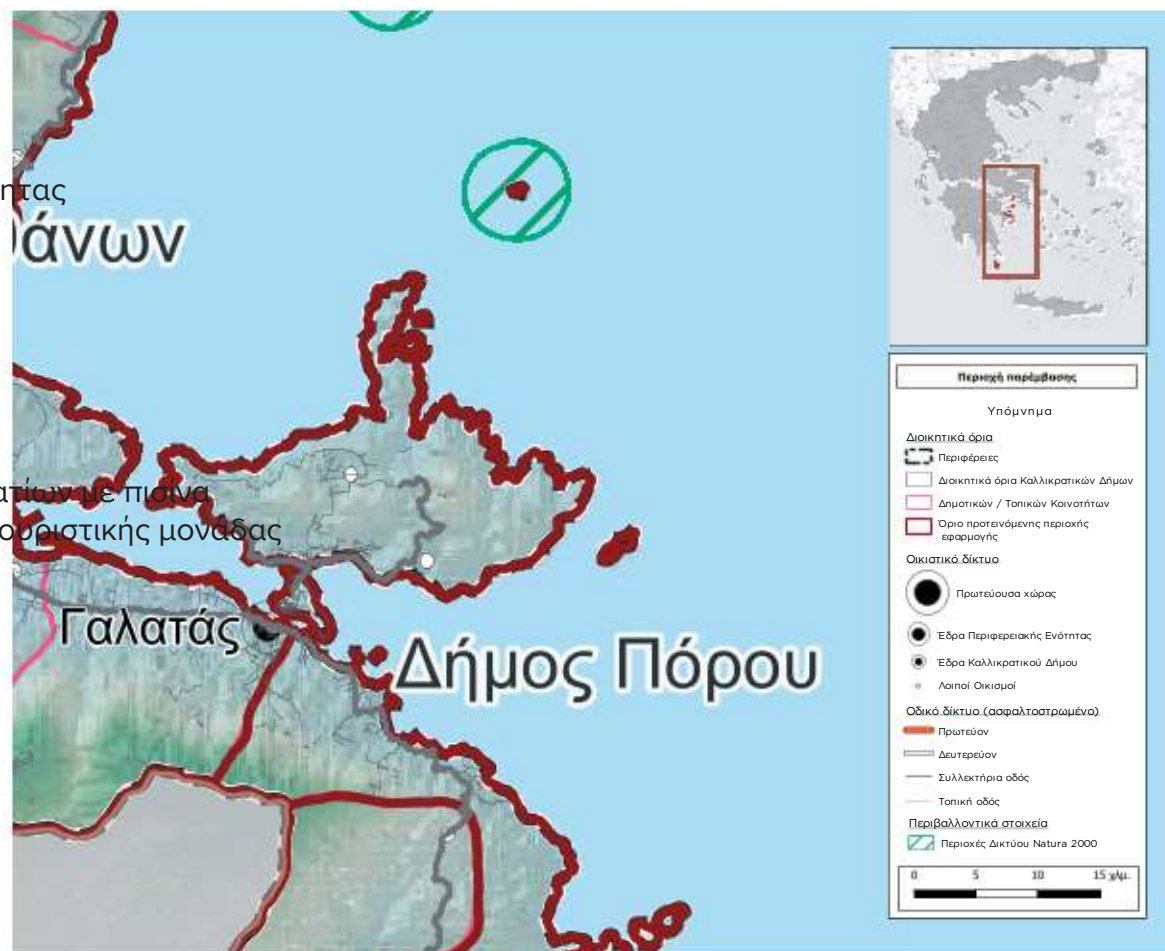 ητας
άνων
ατίων με πισίνα
ουριστικής μονάδας
Γαλατάς
Δήμος Πόρου
Περιοχή παρέμβασης
Υπόμνημα
Διοικητικά όρια
Περιφέρειες
Διοικητικά όρια Καλλικρατικών Δήμων
Δημοτικών / Τοπικών Κοινοτήτων
Όριο προτεινόμενης περιοχής
εφαρμογής
Οικιστικό δίκτυο
Πρωτεύουσα χώρας
Έδρα Περιφερειακής Ενότητας
Έδρα Καλλικρατικού Δήμου
Λοιποί Οικισμοί
Οδικό δίκτυο (ασφαλτοστρωμένο)
Πρωτεύον
Δευτερεύον
Συλλεκτήρια οδός
Τοπική οδός
Περιβαλλοντικά στοιχεία
Περιοχές Δικτύου Natura 2000
0 5 10 15 χλμ.